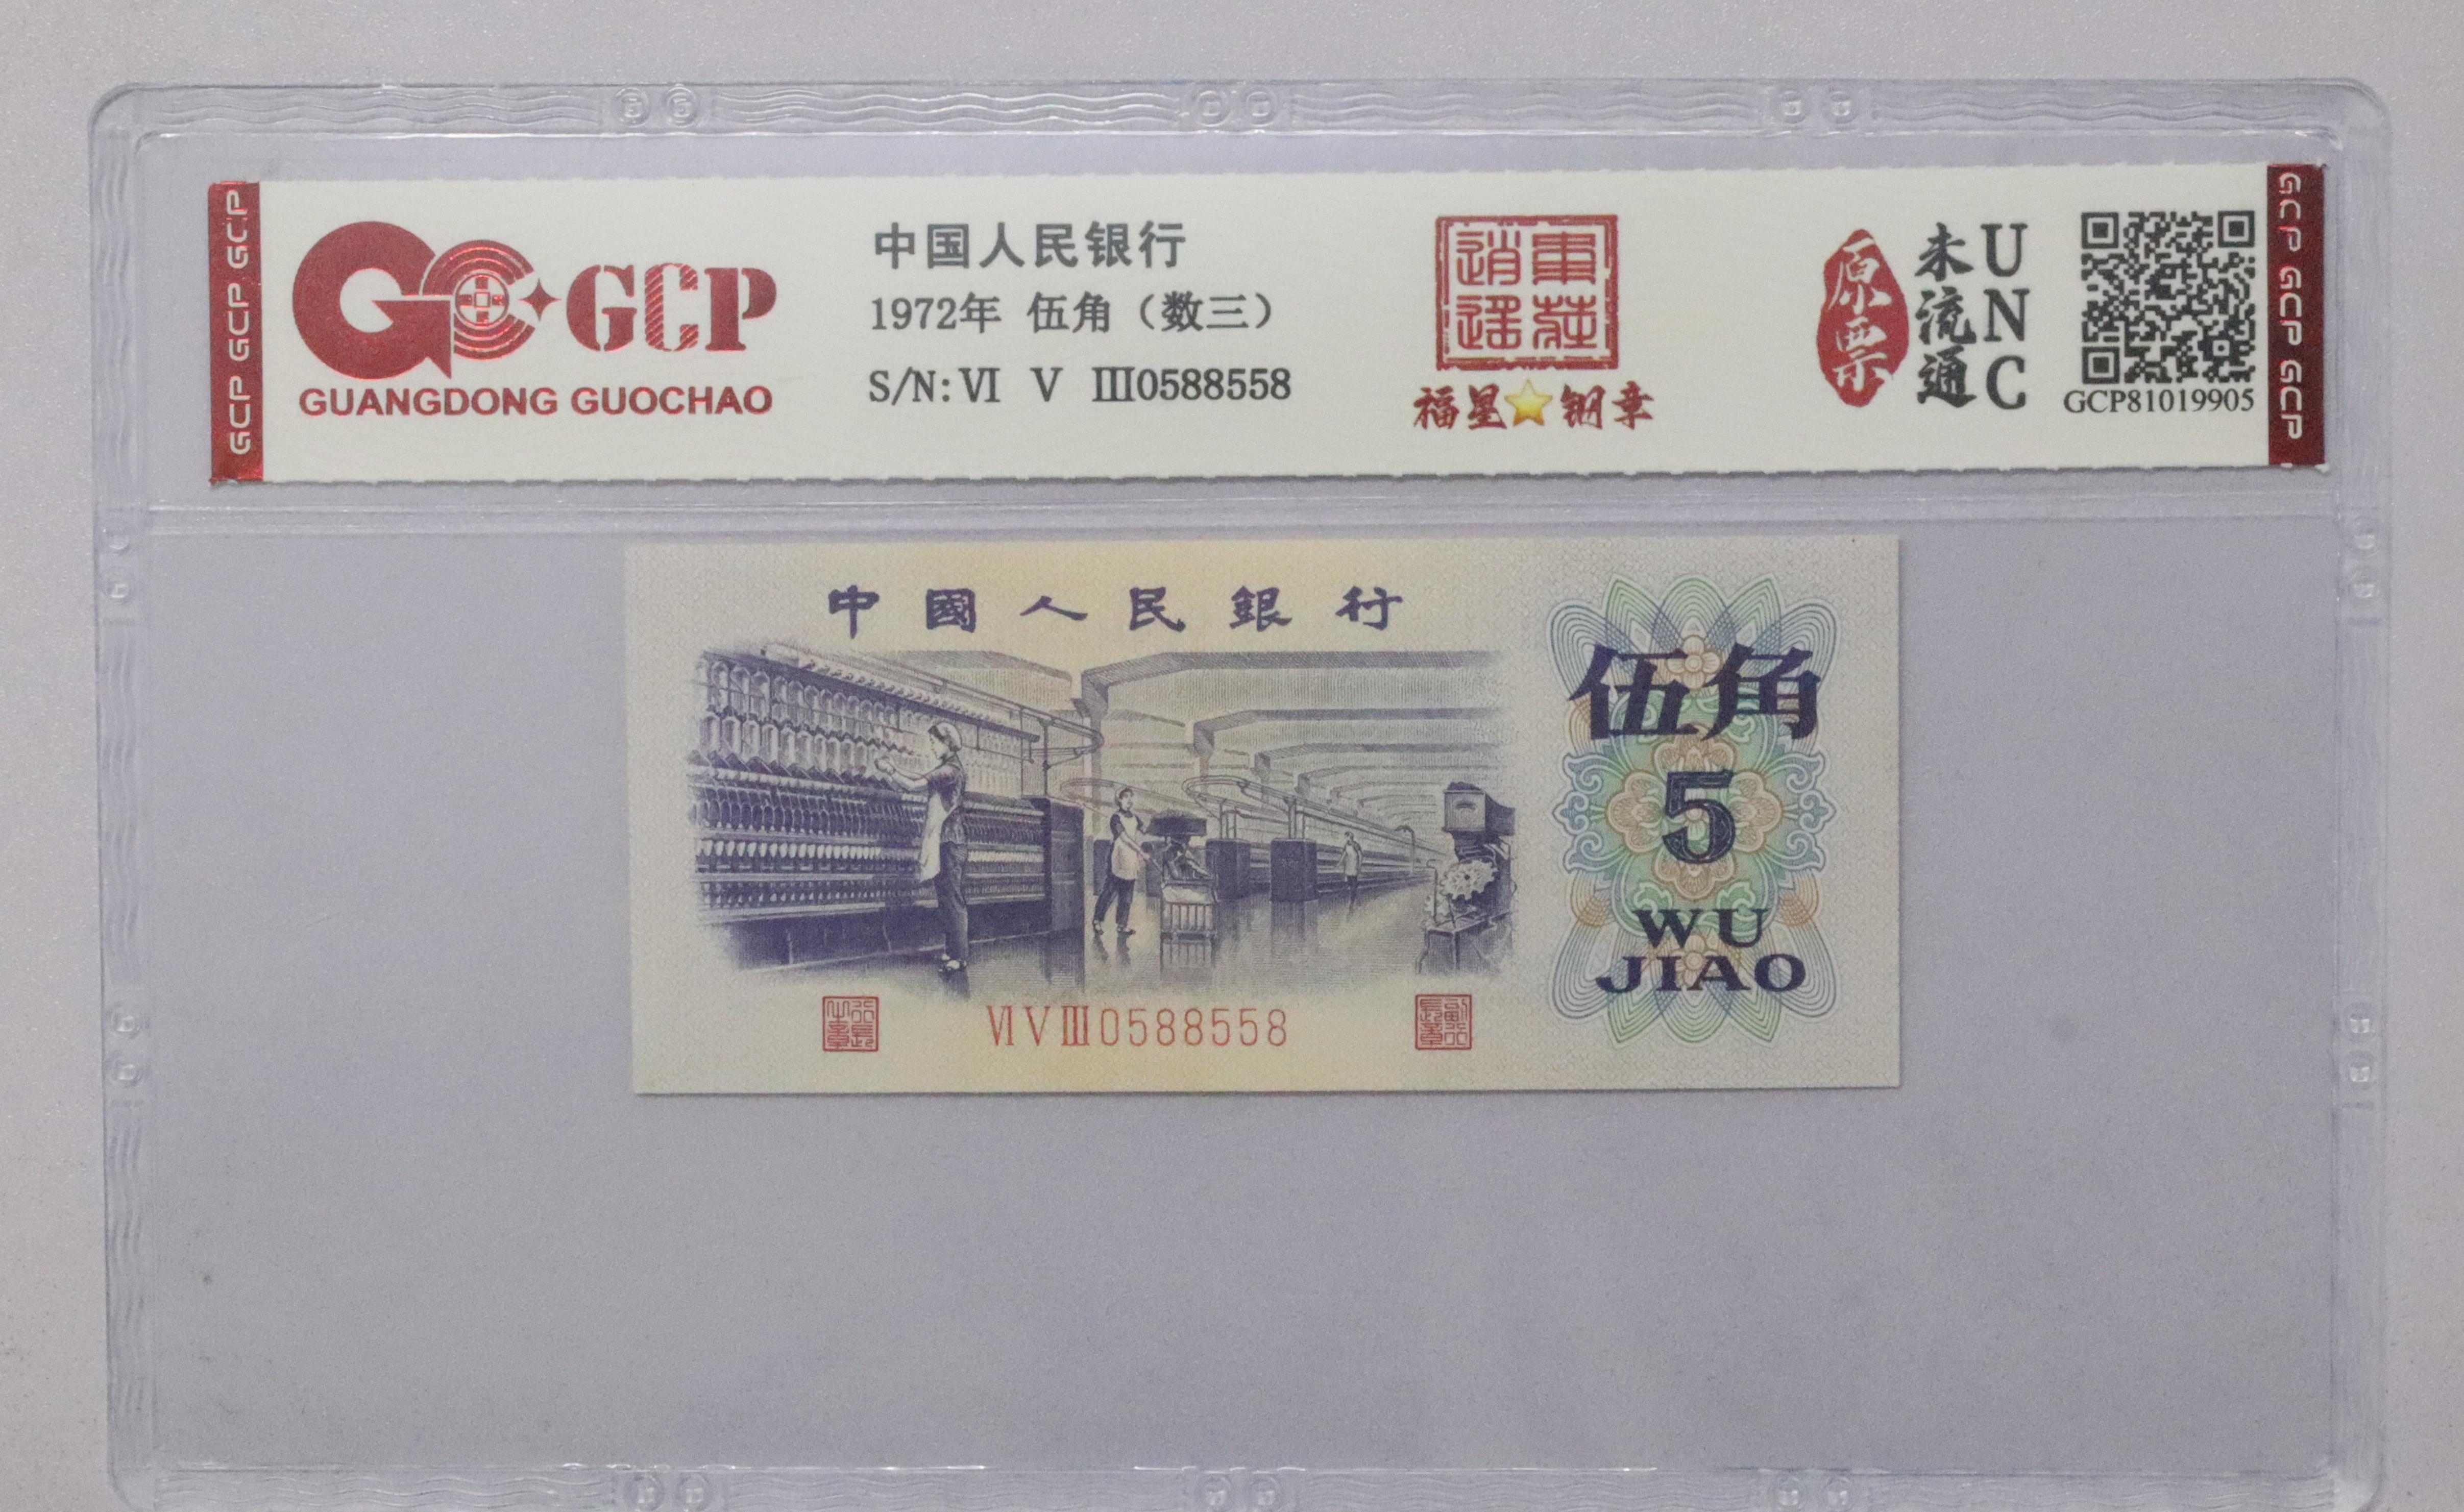 GCP GCP GCP
GCP
GUANGDONG GUOCHAO
中国人民银行
1972年 伍角（数三）
S/N:Ⅵ Ⅴ Ⅲ0588558
福星⭐钢章
原票
未流通
UNC
GCP81019905
GCP GCP GCP
中國人民銀行
伍角
5
WU
JIAO
ⅥⅤⅢ0588558